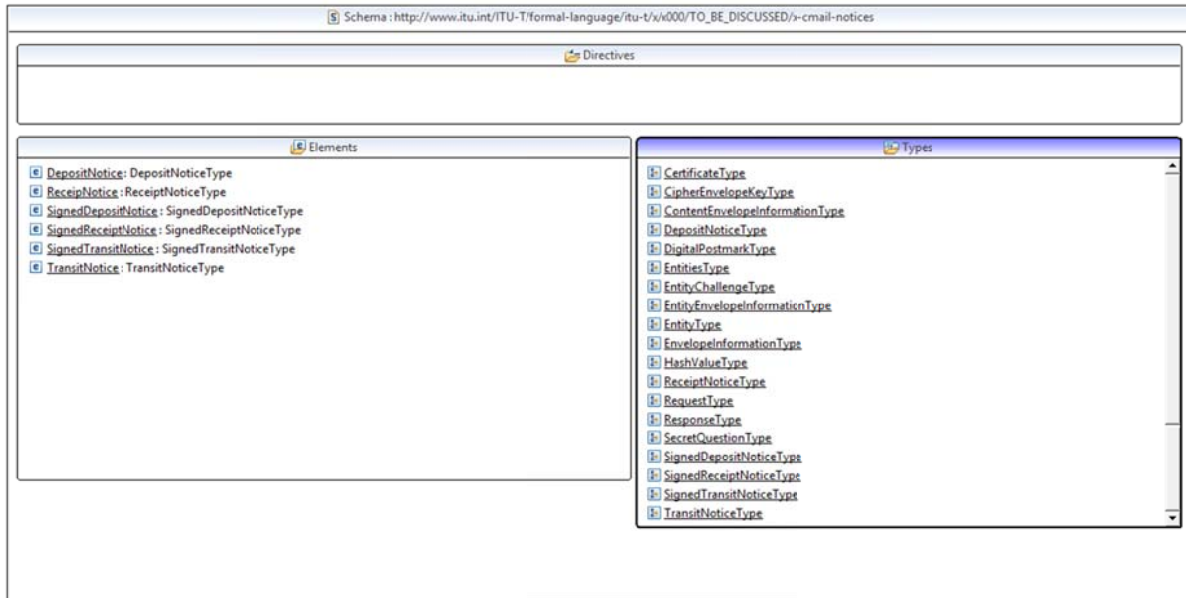 Schema : http://www.itu.int/ITU-T/formal-language/itu-t/x/x000/TO_BE_DISCUSSED/x-cmail-notices
Directives
Elements
DepositNotice : DepositNoticeType
ReceipNotice : ReceiptNoticeType
SignedDepositNotice : SignedDepositNoticeType
SignedReceiptNotice : SignedReceiptNoticeType
SignedTransitNotice : SignedTransitNoticeType
TransitNotice : TransitNoticeType
Types
CertificateType
CipherEnvelopeKeyType
ContentEnvelopeInformationType
DepositNoticeType
DigitalPostmarkType
EntitiesType
EntityChallengeType
EntityEnvelopeInformationType
EntityType
EnvelopeInformationType
HashValueType
ReceiptNoticeType
RequestType
ResponseType
SecretQuestionType
SignedDepositNoticeType
SignedReceiptNoticeType
SignedTransitNoticeType
TransitNoticeType